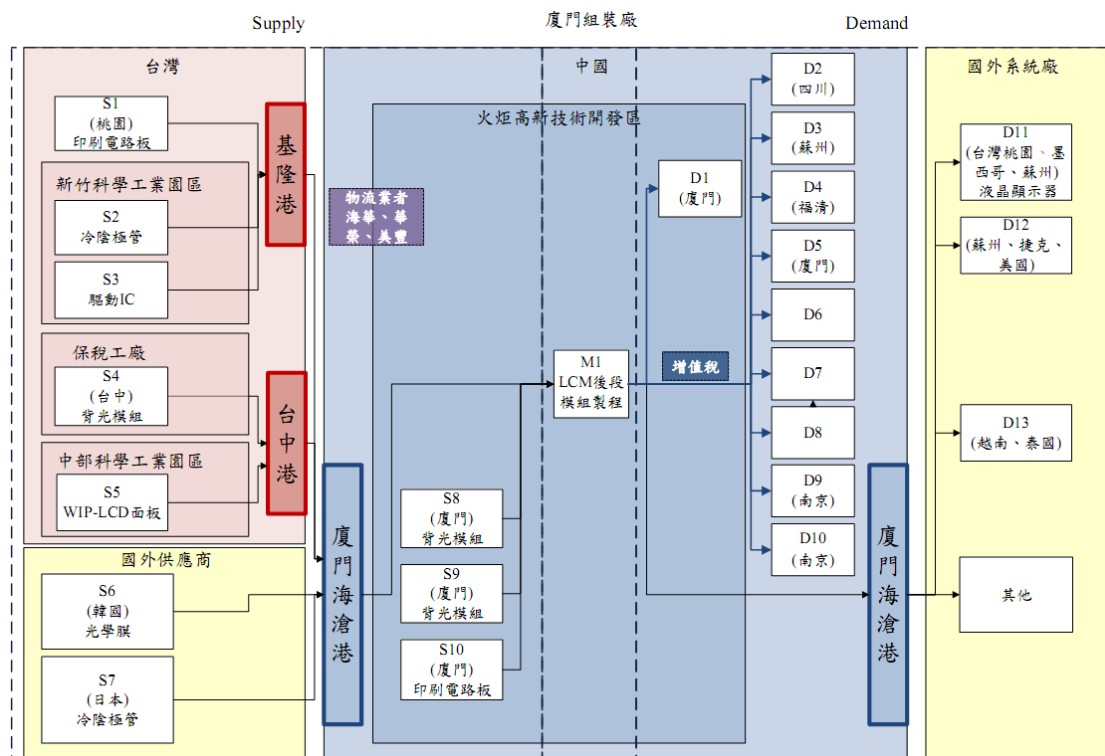 Supply
廈門組裝廠
Demand
台灣
S1
(桃園)
印刷電路板
新竹科學工業園區
S2
冷陰極管
S3
驅動IC
保稅工廠
S4
(台中)
背光模組
中部科學工業園區
S5
WIP-LCD面板
基隆港
台中港
國外供應商
S6
(韓國)
光學膜
S7
(日本)
冷陰極管
廈門海滄港
中國
火炬高新技術開發區
物流業者
海華、華
榮、美豐
S8
(廈門)
背光模組
S9
(廈門)
背光模組
S10
(廈門)
印刷電路板
M1
LCM後段
模組製程
D1
(廈門)
增值稅
D2
(四川)
D3
(蘇州)
D4
(福清)
D5
(廈門)
D6
D7
D8
D9
(南京)
D10
(南京)
廈門海滄港
國外系統廠
D11
(台灣桃園、墨
西哥、蘇州)
液晶顯示器
D12
(蘇州、捷克、
美國)
D13
(越南、泰國)
其他